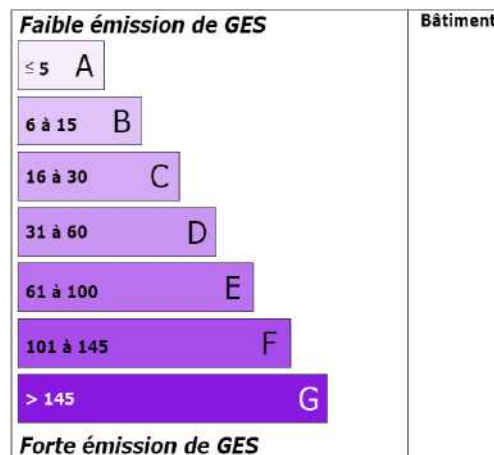 Faible émission de GES
Bâtiment
≤ 5 A
6 à 15 B
16 à 30 C
31 à 60 D
61 à 100 E
101 à 145 F
> 145 G
Forte émission de GES